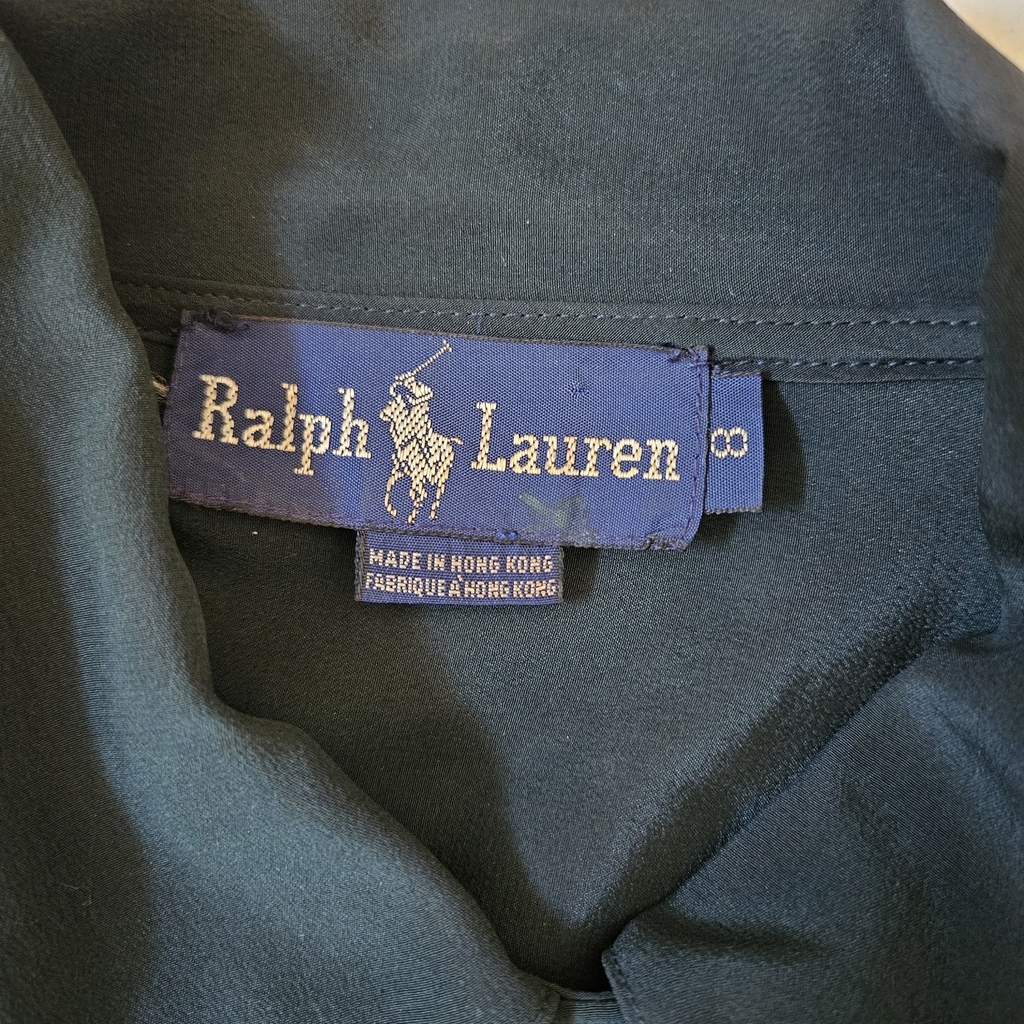 Ralph Lauren
8
MADE IN HONG KONG
FABRIQUE À HONG KONG